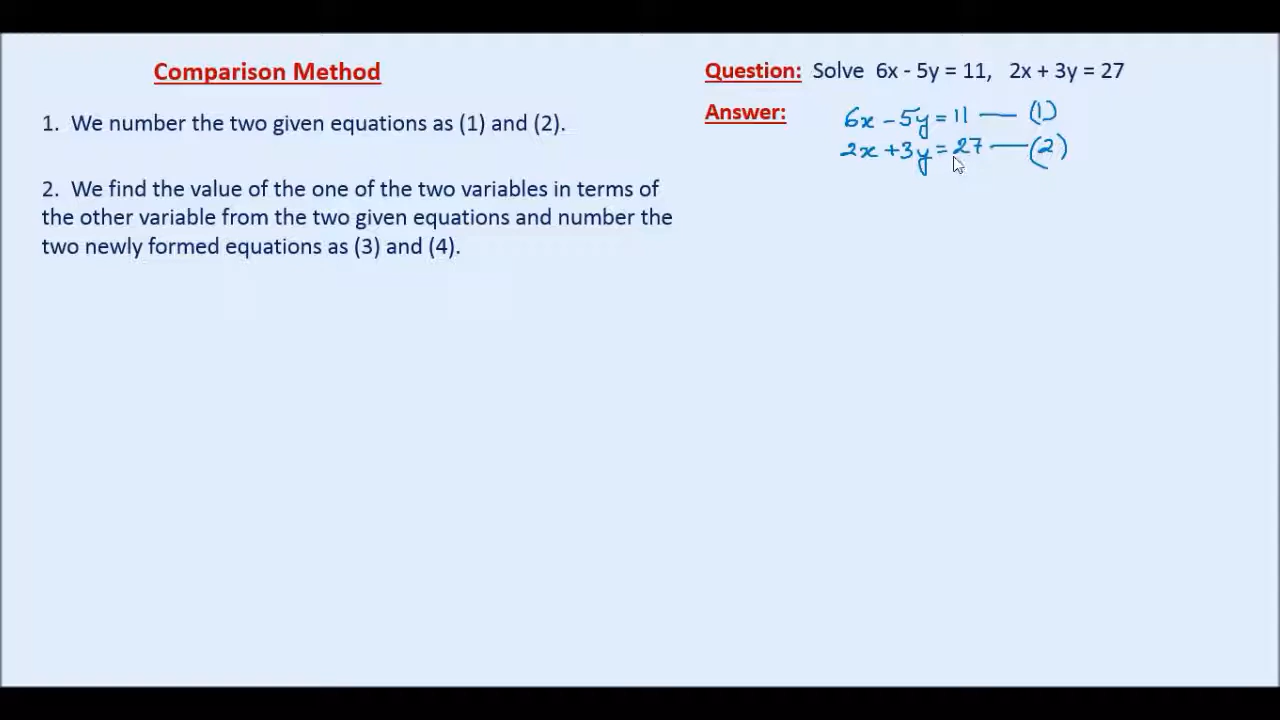 Comparison Method
1. We number the two given equations as (1) and (2).
2. We find the value of the one of the two variables in terms of
the other variable from the two given equations and number the
two newly formed equations as (3) and (4).
Question: Solve 6x - 5y = 11, 2x + 3y = 27
Answer: 6x - 5y = 11 — (1)
2x + 3y = 27 — (2)